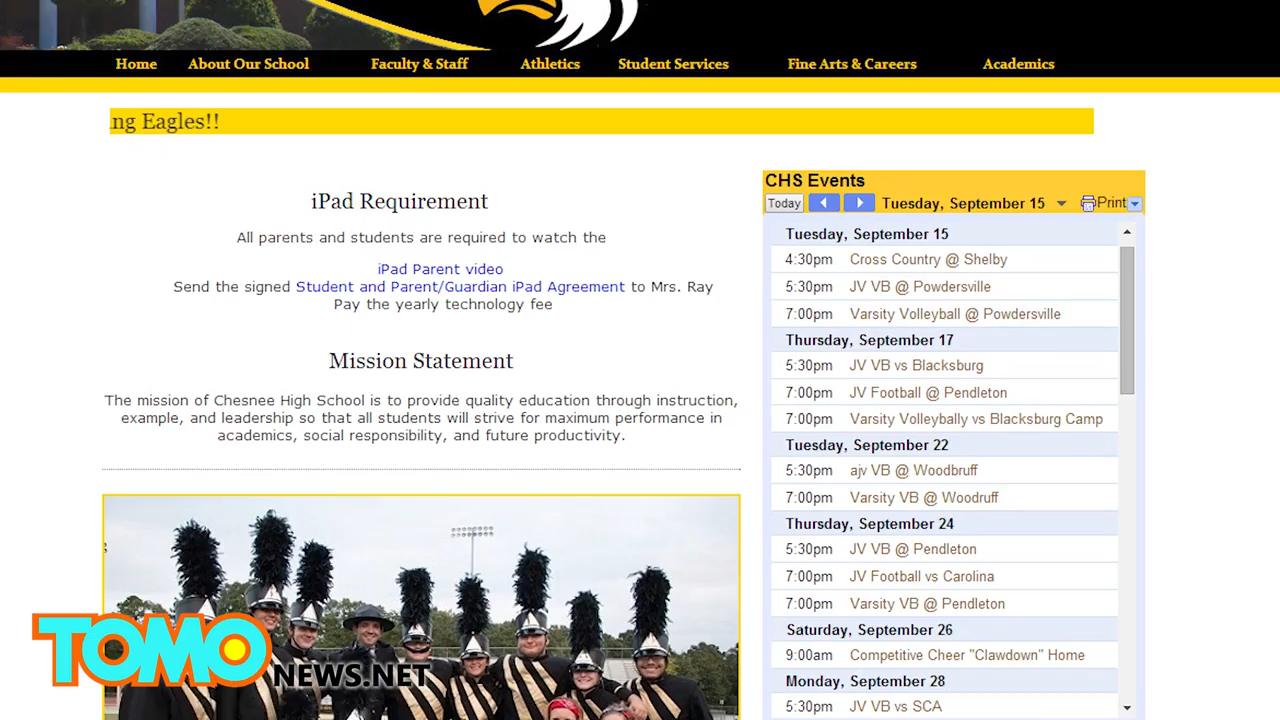 Home About Our School Faculty & Staff Athletics Student Services Fine Arts & Careers Academics
ng Eagles!!
iPad Requirement
All parents and students are required to watch the
iPad Parent video
Send the signed Student and Parent/Guardian iPad Agreement to Mrs. Ray
Pay the yearly technology fee
Mission Statement
The mission of Chesnee High School is to provide quality education through instruction,
example, and leadership so that all students will strive for maximum performance in
academics, social responsibility, and future productivity.
CHS Events
Today Tuesday, September 15 Print
Tuesday, September 15
4:30pm Cross Country @ Shelby
5:30pm JV VB @ Powdersville
7:00pm Varsity Volleyball @ Powdersville
Thursday, September 17
5:30pm JV VB vs Blacksburg
7:00pm JV Football @ Pendleton
7:00pm Varsity Volleybally vs Blacksburg Camp
Tuesday, September 22
5:30pm ajv VB @ Woodbruff
7:00pm Varsity VB @ Woodruff
Thursday, September 24
5:30pm JV VB @ Pendleton
7:00pm JV Football vs Carolina
7:00pm Varsity VB @ Pendleton
Saturday, September 26
9:00am Competitive Cheer "Clawdown" Home
Monday, September 28
5:30pm JV VB vs SCA
TOMO NEWS.NET